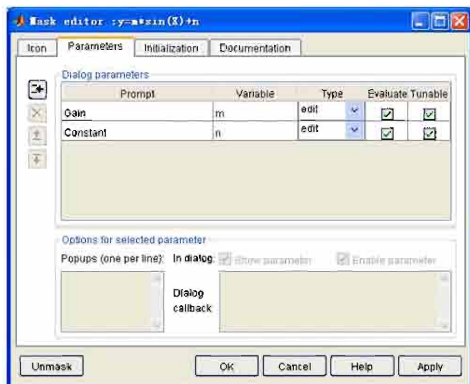 Mask editor :y=m*sin(X)+n
Icon Parameters Initialization Documentation
Dialog parameters
Prompt Variable Type Evaluate Tunable
Gain m edit
Constant n edit
Options for selected parameter
Popups (one per line): In dialog: Show parameter Enable parameter
Dialog
callback
Unmask OK Cancel Help Apply